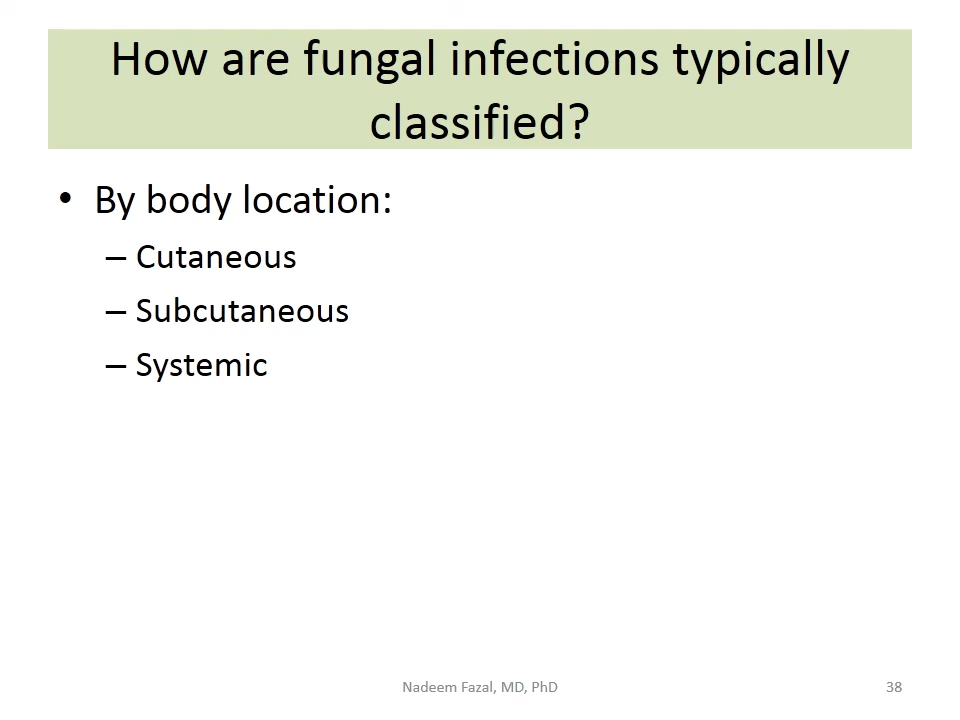 How are fungal infections typically
classified?
• By body location:
– Cutaneous
– Subcutaneous
– Systemic
Nadeem Fazal, MD, PhD
38